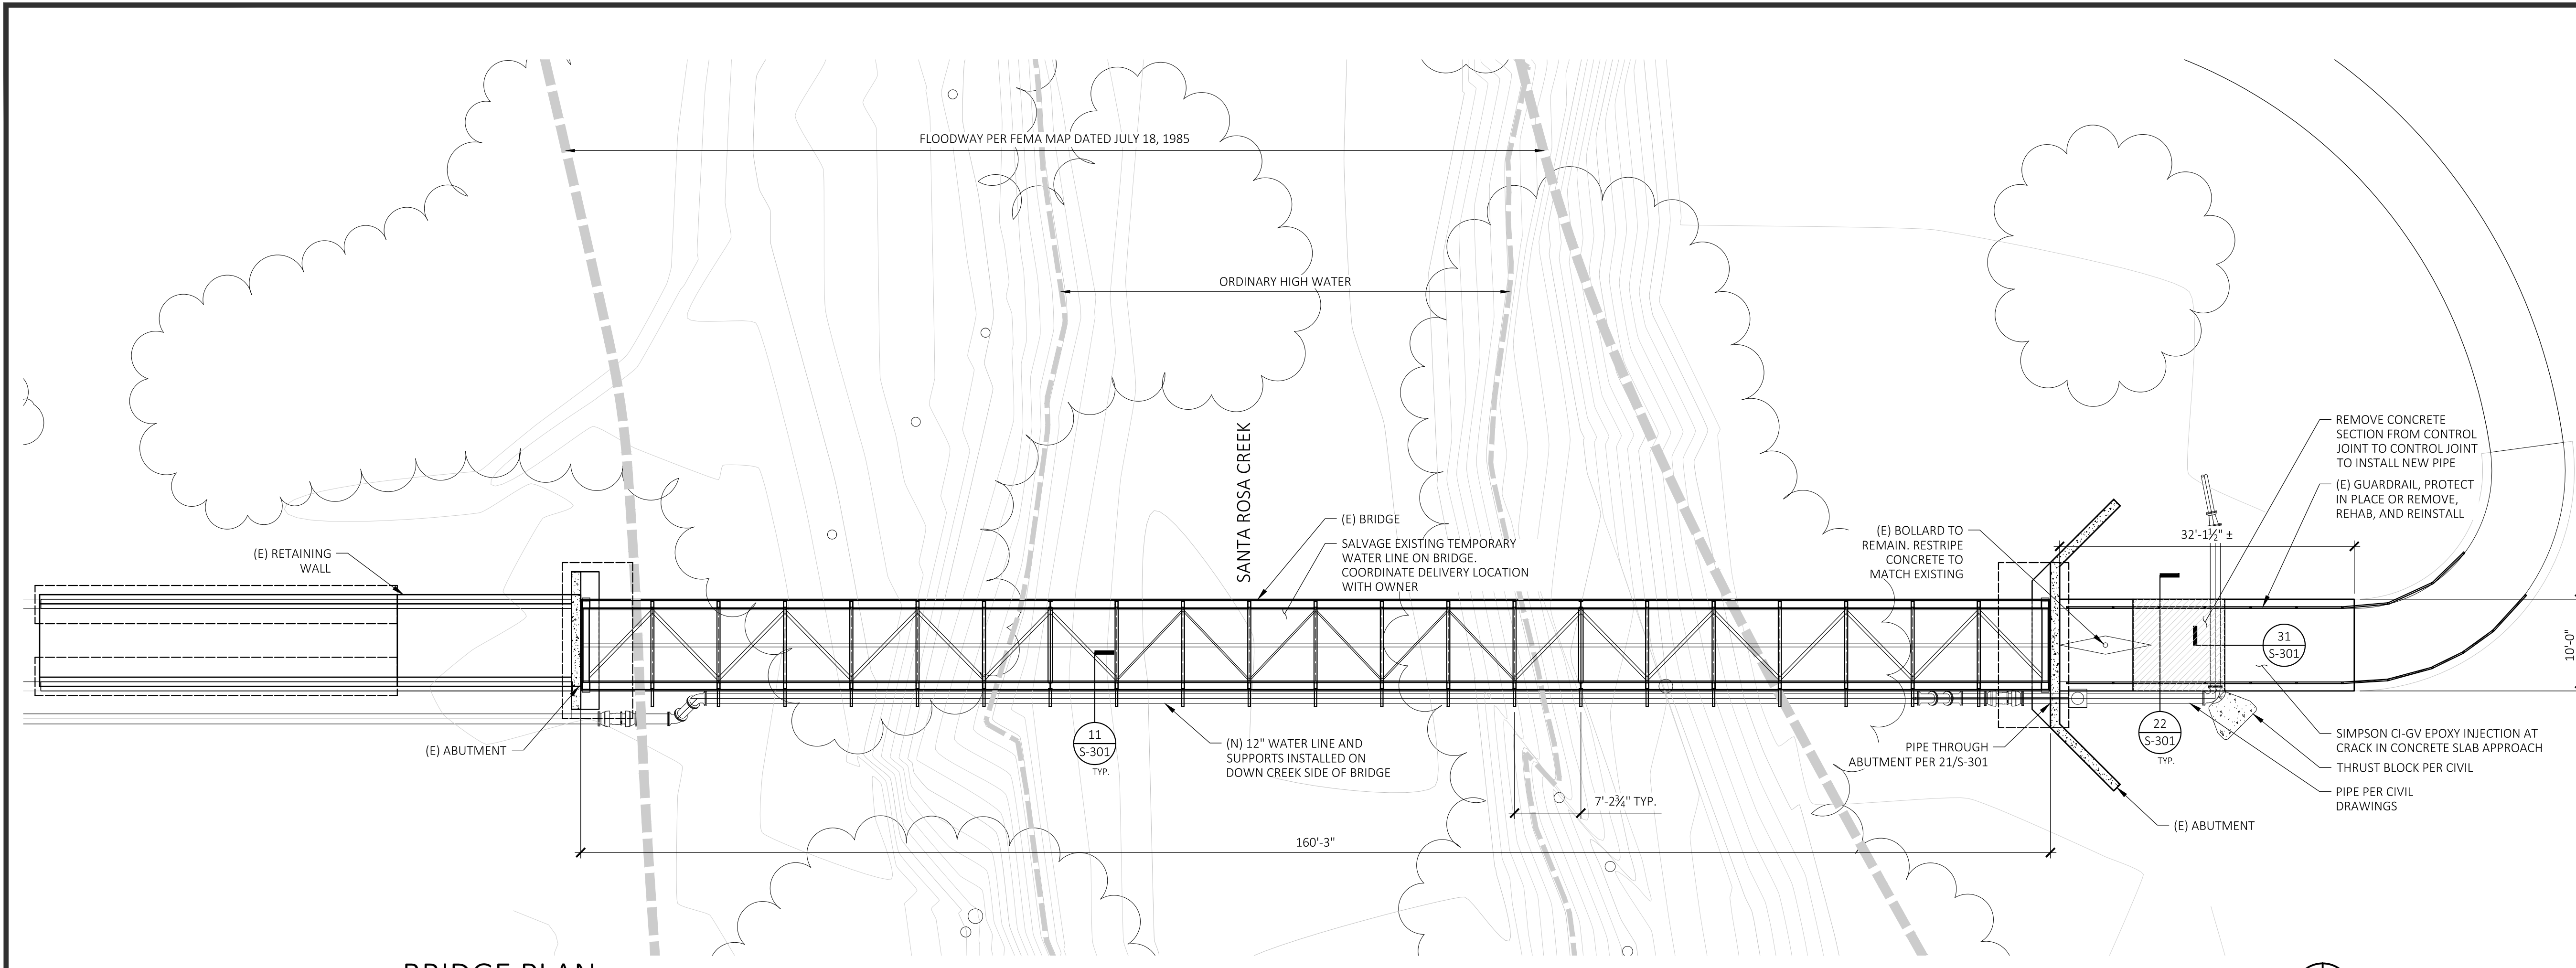 FLOODWAY PER FEMA MAP DATED JULY 18, 1985
ORDINARY HIGH WATER
SANTA ROSA CREEK
(E) RETAINING
WALL
(E) ABUTMENT
(E) BRIDGE
SALVAGE EXISTING TEMPORARY
WATER LINE ON BRIDGE.
COORDINATE DELIVERY LOCATION
WITH OWNER
(E) BOLLARD TO
REMAIN. RESTRIPE
CONCRETE TO
MATCH EXISTING
REMOVE CONCRETE
SECTION FROM CONTROL
JOINT TO CONTROL JOINT
TO INSTALL NEW PIPE
(E) GUARDRAIL, PROTECT
IN PLACE OR REMOVE,
REHAB, AND REINSTALL
32'-1½" ±
10'-0"
31
S-301
11
S-301
TYP.
(N) 12" WATER LINE AND
SUPPORTS INSTALLED ON
DOWN CREEK SIDE OF BRIDGE
7'-2¾" TYP.
160'-3"
PIPE THROUGH
ABUTMENT PER 21/S-301
22
S-301
TYP.
SIMPSON CI-GV EPOXY INJECTION AT
CRACK IN CONCRETE SLAB APPROACH
THRUST BLOCK PER CIVIL
PIPE PER CIVIL
DRAWINGS
(E) ABUTMENT
BRIDGE PLAN